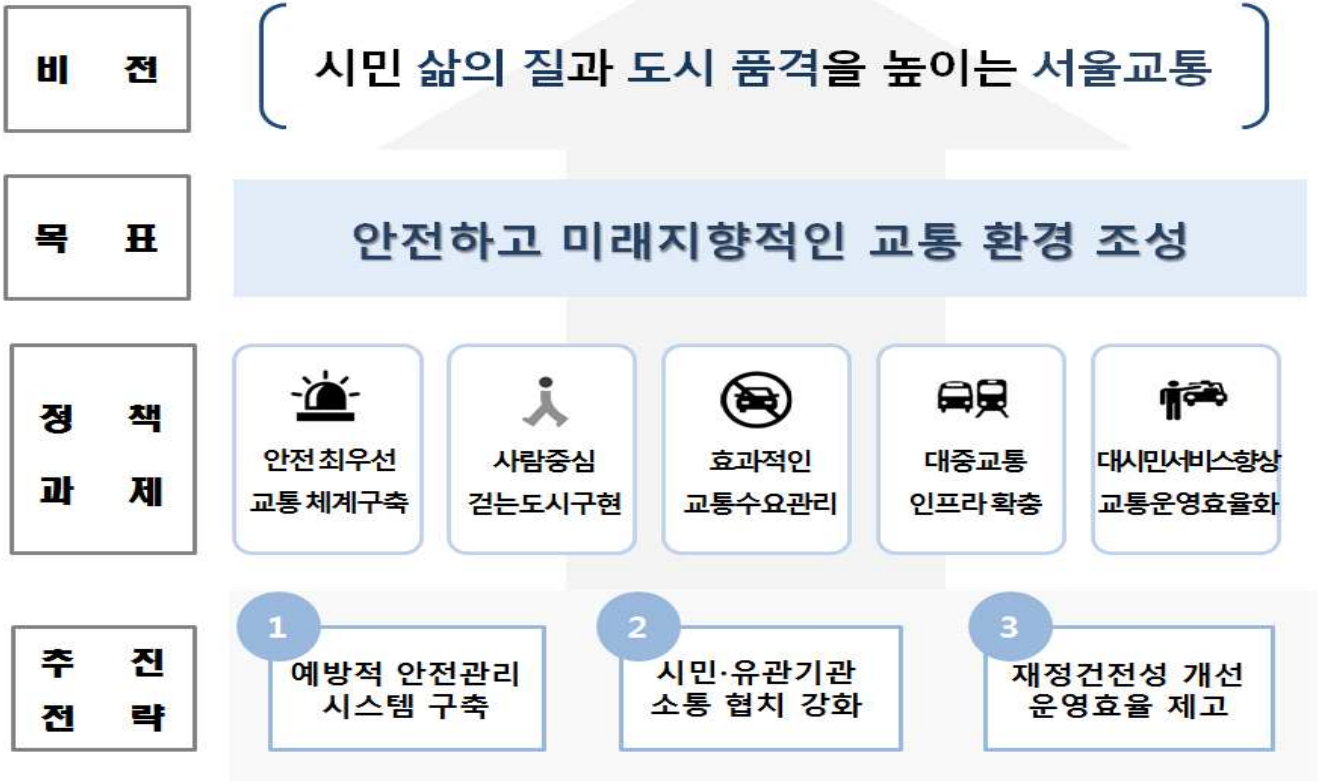 비 전
시민 삶의 질과 도시 품격을 높이는 서울교통
목 표
안전하고 미래지향적인 교통 환경 조성
정 책
과 제
안전 최우선
교통 체계구축
사람중심
걷는도시구현
효과적인
교통수요관리
대중교통
인프라 확충
대시민서비스향상
교통운영효율화
추 진
전 략
1
예방적 안전관리
시스템 구축
2
시민·유관기관
소통 협치 강화
3
재정건전성 개선
운영효율 제고